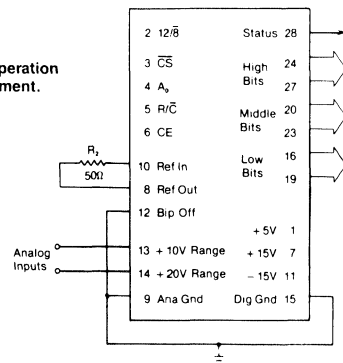 peration
ment.
2 12/8̅
Status 28
3 C̅S̅
High Bits
24
27
4 A₀
5 R/C̅
Middle Bits
20
23
6 CE
Low Bits
16
19
R₂
50Ω
10 Ref In
8 Ref Out
12 Bip Off
+5V 1
Analog Inputs
13 +10V Range
+15V 7
14 +20V Range
−15V 11
9 Ana Gnd
Dig Gnd 15